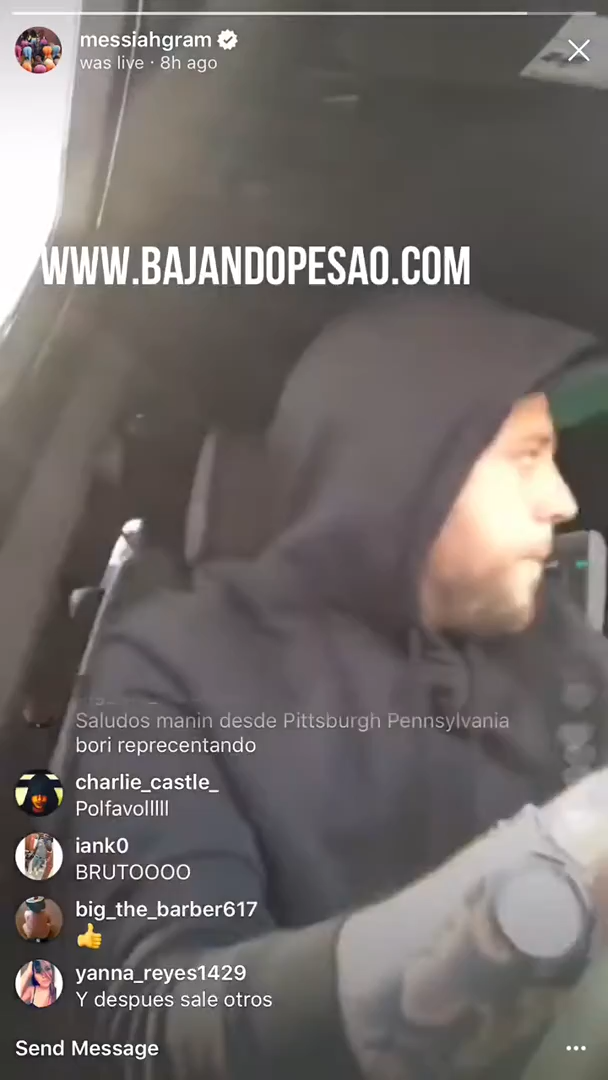 messiahgram
was live · 8h ago
WWW.BAJANDOPESAO.COM
Saludos manin desde Pittsburgh Pennsylvania
bori reprecentando
charlie_castle_
Polfavolllll
iank0
BRUTOOOO
big_the_barber617
👍
yanna_reyes1429
Y despues sale otros
Send Message